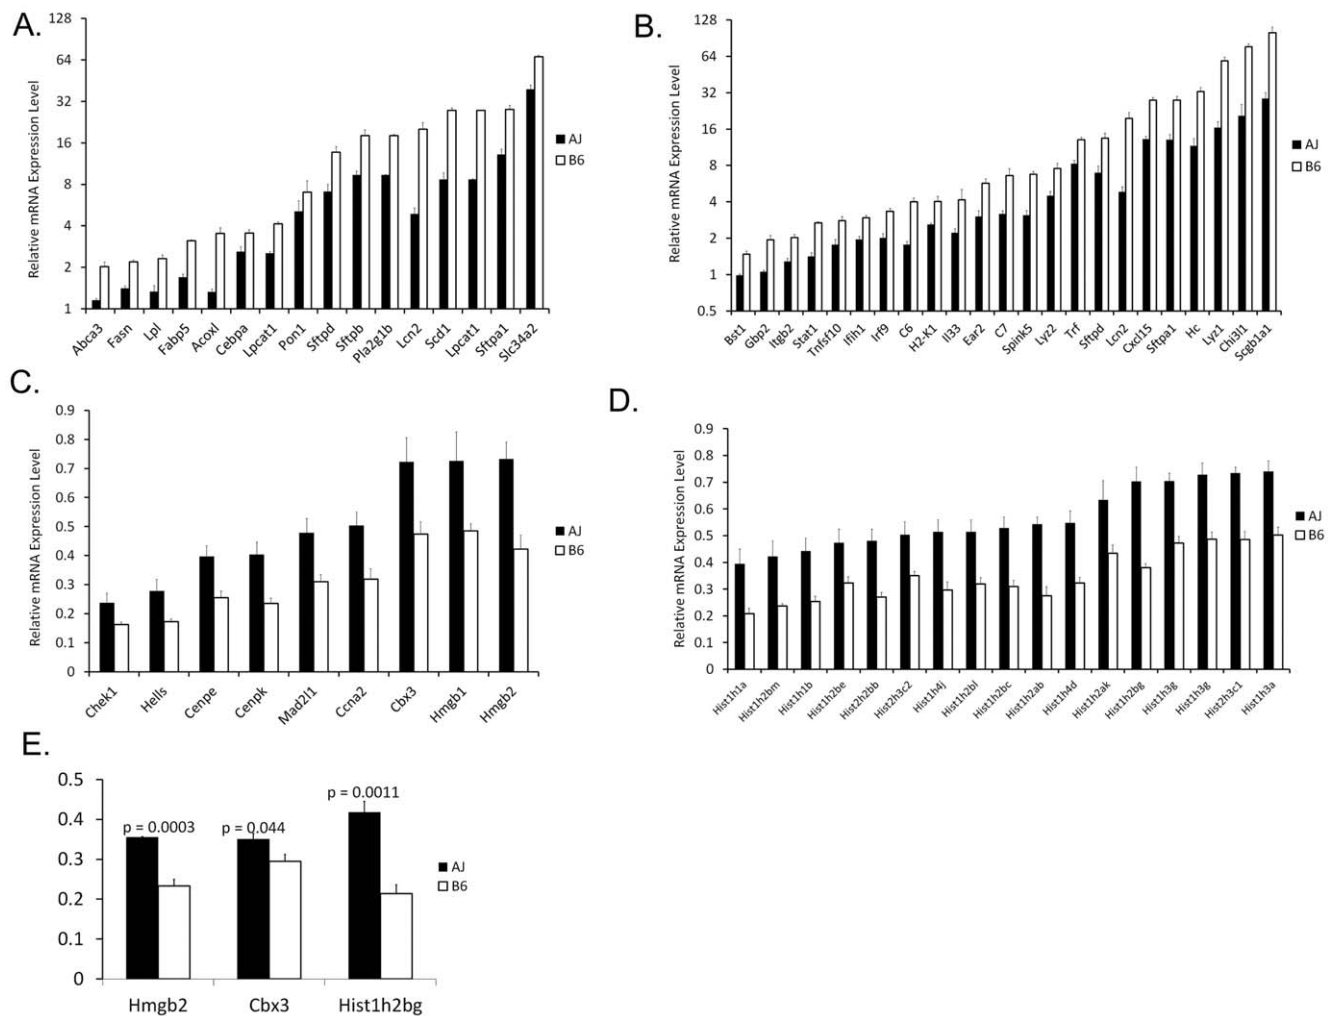 A.
Relative mRNA Expression Level
128
64
32
16
8
4
2
1
Abca3 Fasn Lpl Fabp5 Acoxl Cebpa Lpcat1 Pon1 Sftpd Sftpb Pla2g1b Lcn2 Scd1 Lpcat1 Sftpa1 Slc34a2
AJ
B6
B.
Relative mRNA Expression Level
128
64
32
16
8
4
2
1
0.5
Bst1 Gbp2 Itgb2 Stat1 Tnfsf10 Ifih1 Irf9 C6 H2-K1 Il33 Ear2 C7 Spink5 Lyz2 Trf Sftpd Lcn2 Cxcl15 Sftpa1 Hc Lyz1 Chi3l1 Scgb1a1
AJ
B6
C.
Relative mRNA Expression Level
0.9
0.8
0.7
0.6
0.5
0.4
0.3
0.2
0.1
0
Chek1 Hells Cenpe Cenpk Mad2l1 Ccna2 Cbx3 Hmgb1 Hmgb2
AJ
B6
D.
Relative mRNA Expression Level
0.9
0.8
0.7
0.6
0.5
0.4
0.3
0.2
0.1
0
Hist1h1a Hist1h2bm Hist1h1b Hist1h2be Hist2h2bb Hist2h3c2 Hist1h4j Hist1h2bl Hist1h2bc Hist1h2ab Hist1h4d Hist1h2ak Hist1h2bg Hist1h3g Hist1h3g Hist2h3c1 Hist1h3a
AJ
B6
E.
0.5
0.4
0.3
0.2
0.1
0
p = 0.0003
p = 0.044
p = 0.0011
Hmgb2 Cbx3 Hist1h2bg
AJ
B6